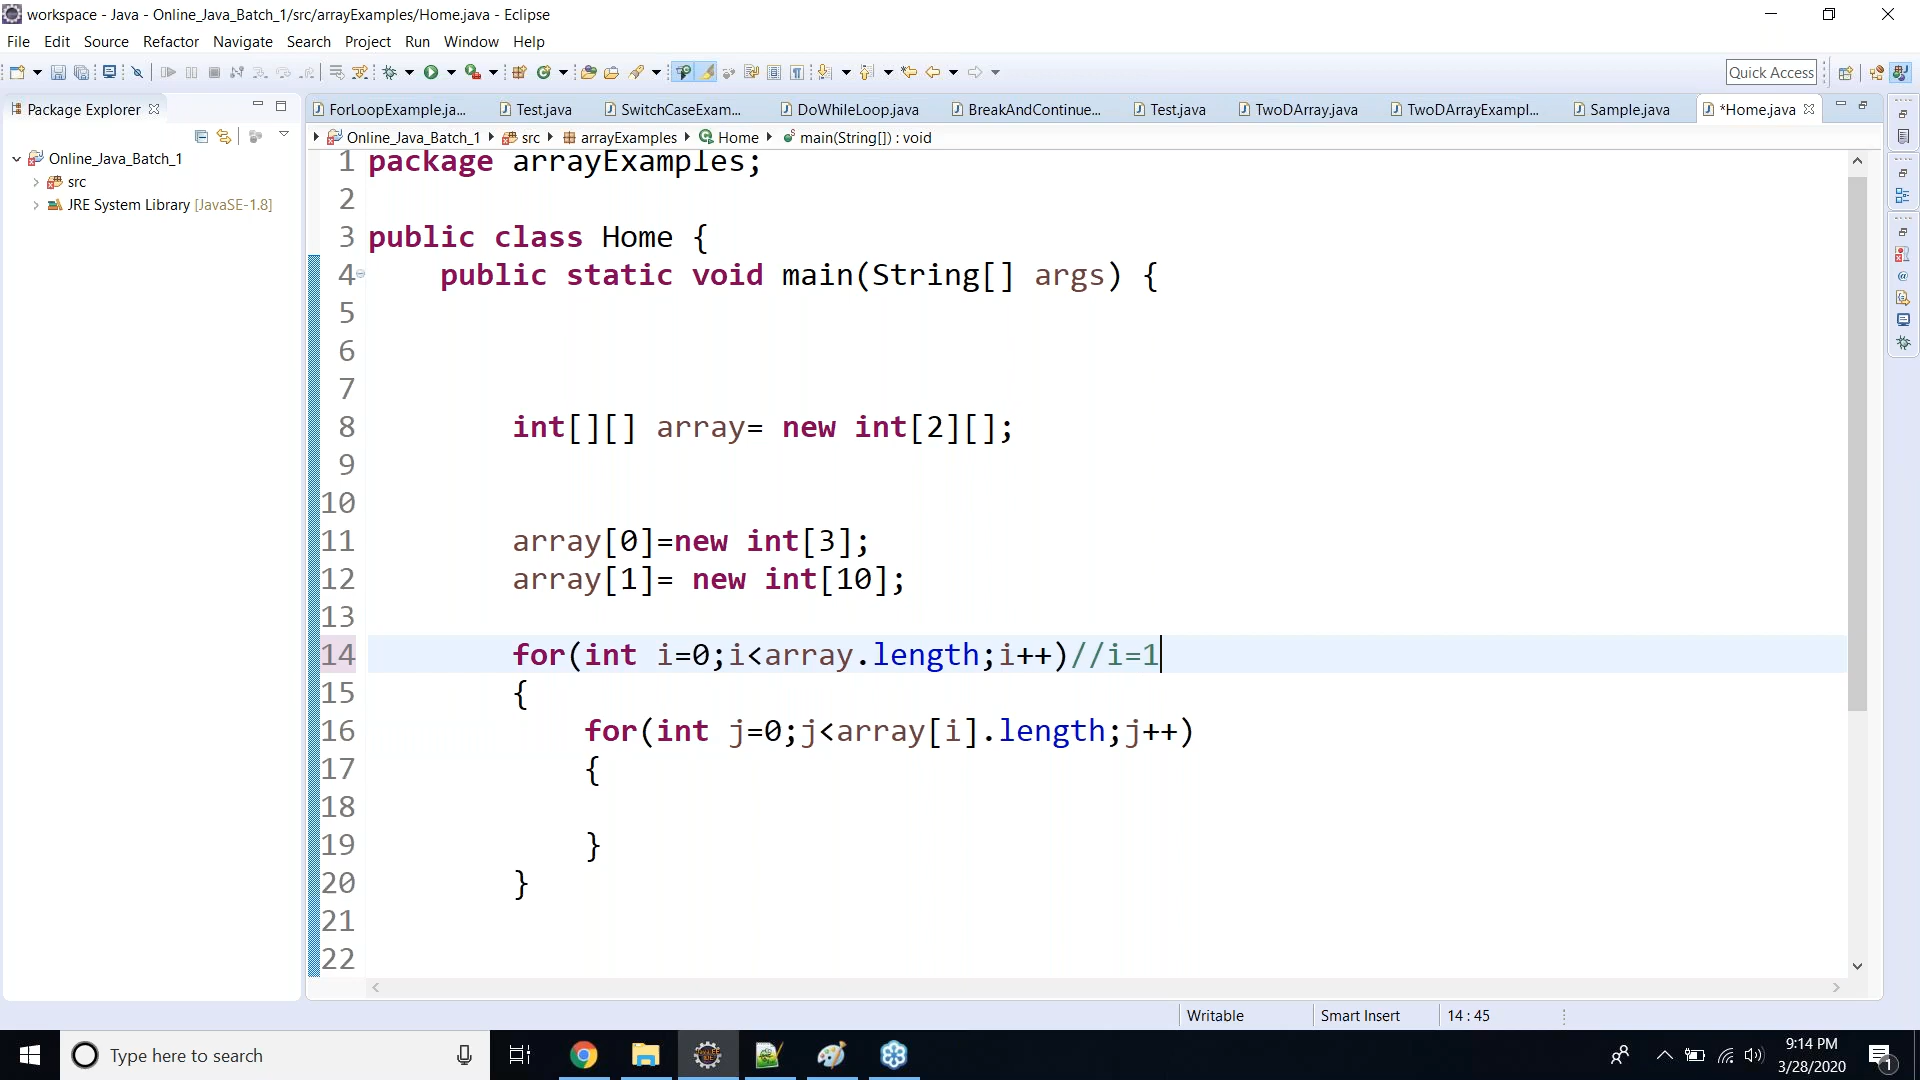 workspace - Java - Online_Java_Batch_1/src/arrayExamples/Home.java - Eclipse
File Edit Source Refactor Navigate Search Project Run Window Help
Quick Access
Package Explorer
ForLoopExample.ja... Test.java SwitchCaseExam... DoWhileLoop.java BreakAndContinue... Test.java TwoDArray.java TwoDArrayExampl... Sample.java *Home.java
Online_Java_Batch_1 src arrayExamples Home main(String[]) : void
Online_Java_Batch_1
src
JRE System Library [JavaSE-1.8]
1 package arrayExamples;
2
3 public class Home {
4 public static void main(String[] args) {
5
6
7
8 int[][] array= new int[2][];
9
10
11 array[0]=new int[3];
12 array[1]= new int[10];
13
14 for(int i=0;i<array.length;i++)//i=1
15 {
16 for(int j=0;j<array[i].length;j++)
17 {
18
19 }
20 }
21
22
Writable Smart Insert 14 : 45
Type here to search
9:14 PM
3/28/2020
1